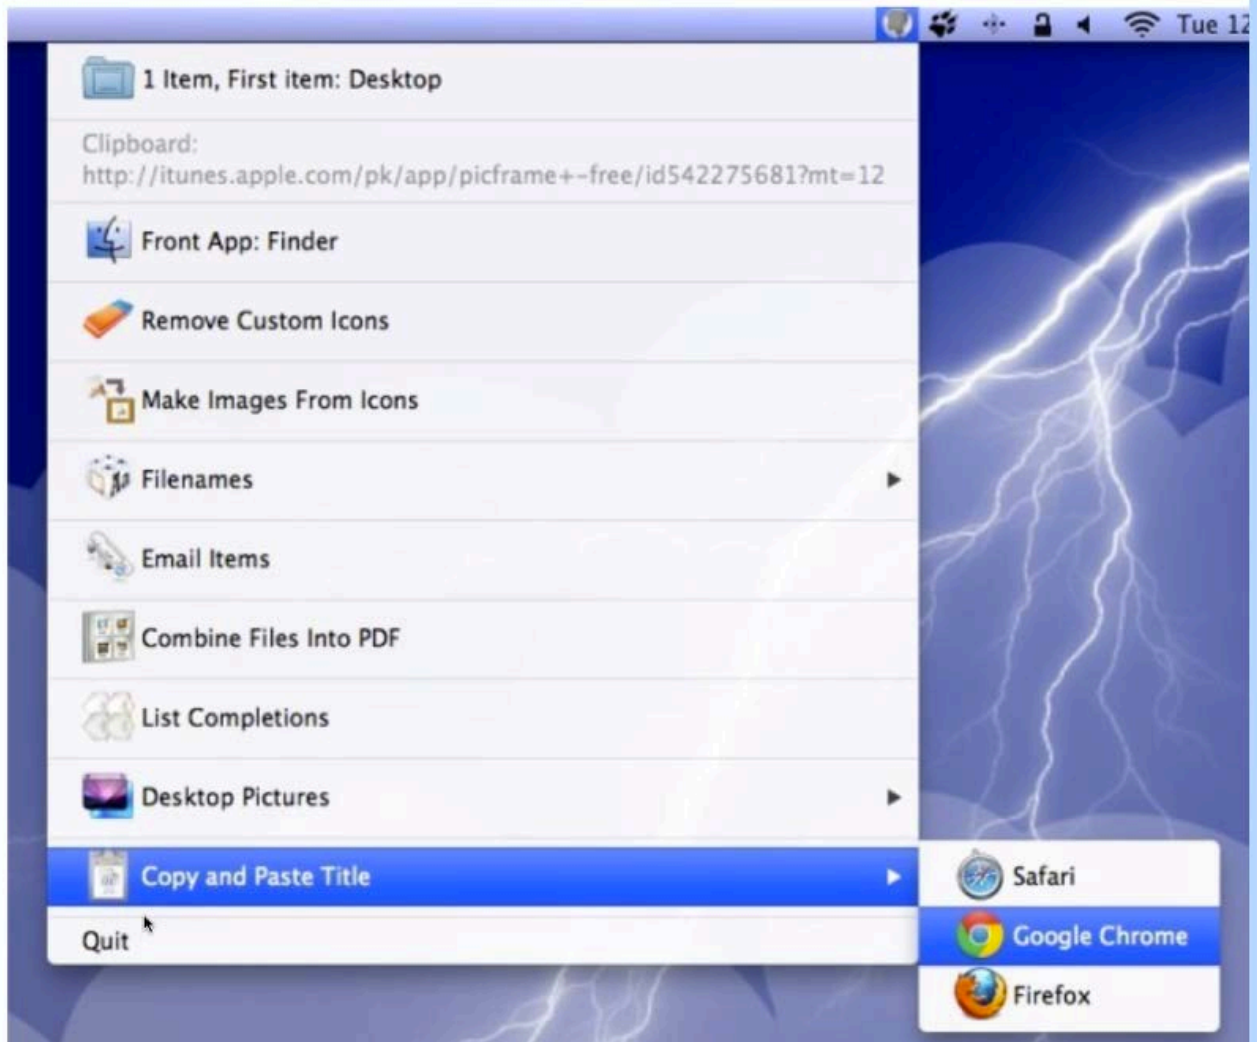 Tue 12
1 Item, First item: Desktop
Clipboard:
http://itunes.apple.com/pk/app/picframe+-free/id542275681?mt=12
Front App: Finder
Remove Custom Icons
Make Images From Icons
Filenames
Email Items
Combine Files Into PDF
List Completions
Desktop Pictures
Copy and Paste Title
Safari
Google Chrome
Quit
Firefox